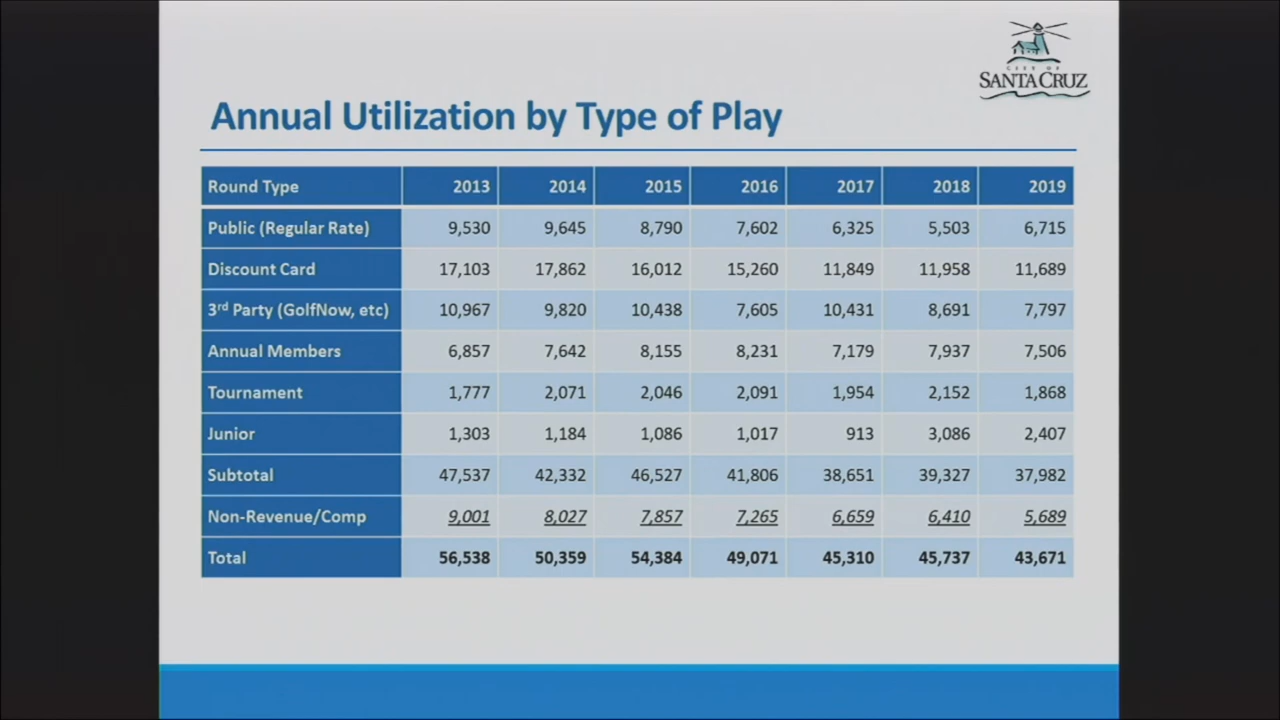 CITY OF
SANTA CRUZ
Annual Utilization by Type of Play
Round Type 2013 2014 2015 2016 2017 2018 2019
Public (Regular Rate) 9,530 9,645 8,790 7,602 6,325 5,503 6,715
Discount Card 17,103 17,862 16,012 15,260 11,849 11,958 11,689
3rd Party (GolfNow, etc) 10,967 9,820 10,438 7,605 10,431 8,691 7,797
Annual Members 6,857 7,642 8,155 8,231 7,179 7,937 7,506
Tournament 1,777 2,071 2,046 2,091 1,954 2,152 1,868
Junior 1,303 1,184 1,086 1,017 913 3,086 2,407
Subtotal 47,537 42,332 46,527 41,806 38,651 39,327 37,982
Non-Revenue/Comp 9,001 8,027 7,857 7,265 6,659 6,410 5,689
Total 56,538 50,359 54,384 49,071 45,310 45,737 43,671